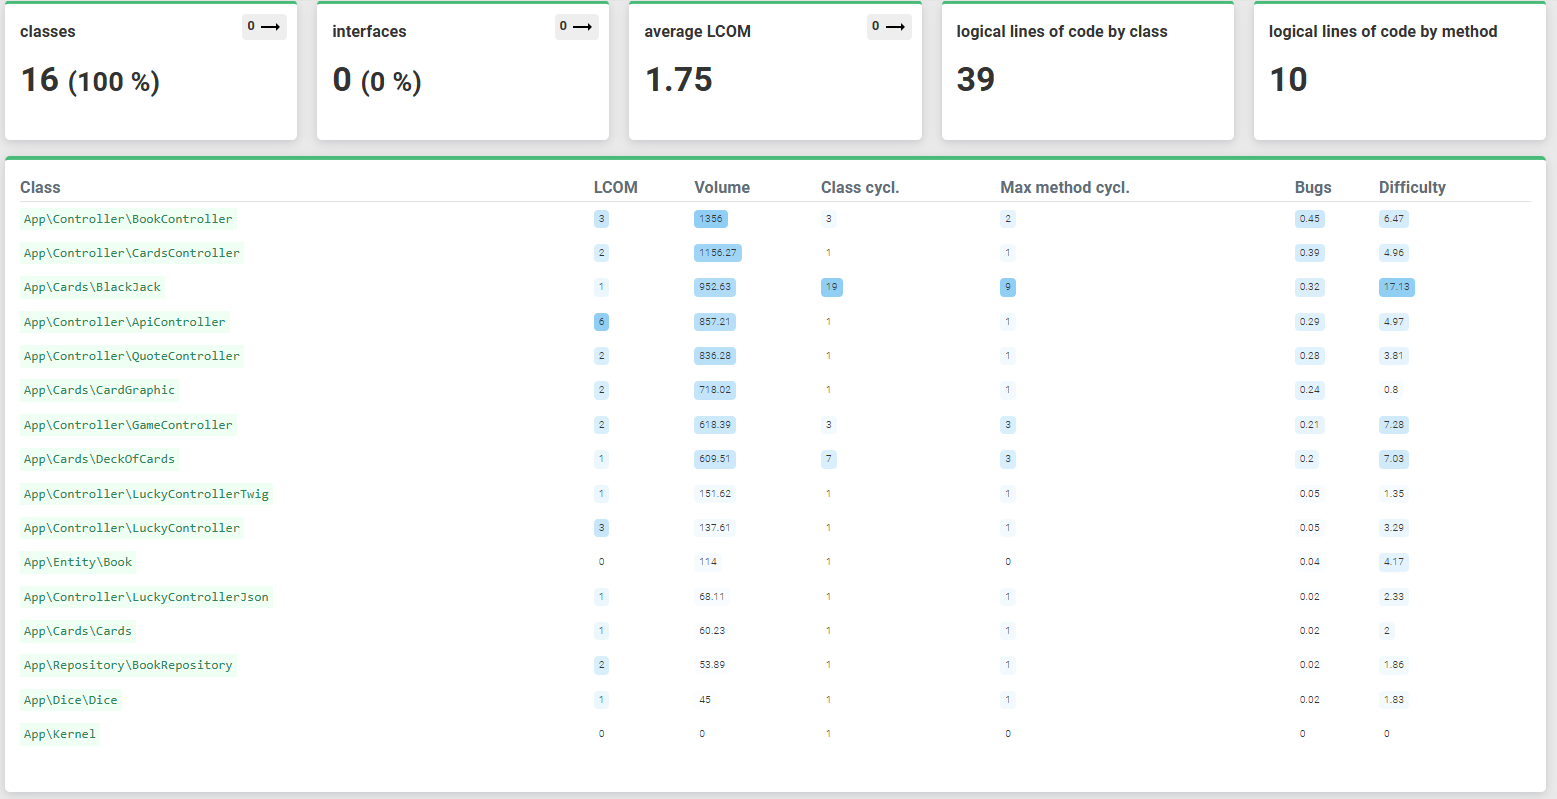 classes 0 → interfaces 0 → average LCOM 0 → logical lines of code by class logical lines of code by method
16 (100 %) 0 (0 %) 1.75 39 10
Class LCOM Volume Class cycl. Max method cycl. Bugs Difficulty
App\Controller\BookController 3 1356 3 2 0.45 6.47
App\Controller\CardsController 2 1156.27 1 1 0.39 4.96
App\Cards\BlackJack 1 952.63 19 9 0.32 17.13
App\Controller\ApiController 6 857.21 1 1 0.29 4.97
App\Controller\QuoteController 2 836.28 1 1 0.28 3.81
App\Cards\CardGraphic 2 718.02 1 1 0.24 0.8
App\Controller\GameController 2 618.39 3 3 0.21 7.28
App\Cards\DeckOfCards 1 609.51 7 3 0.2 7.03
App\Controller\LuckyControllerTwig 1 151.62 1 1 0.05 1.35
App\Controller\LuckyController 3 137.61 1 1 0.05 3.29
App\Entity\Book 0 114 1 0 0.04 4.17
App\Controller\LuckyControllerJson 1 68.11 1 1 0.02 2.33
App\Cards\Cards 1 60.23 1 1 0.02 2
App\Repository\BookRepository 2 53.89 1 1 0.02 1.86
App\Dice\Dice 1 45 1 1 0.02 1.83
App\Kernel 0 0 1 0 0 0